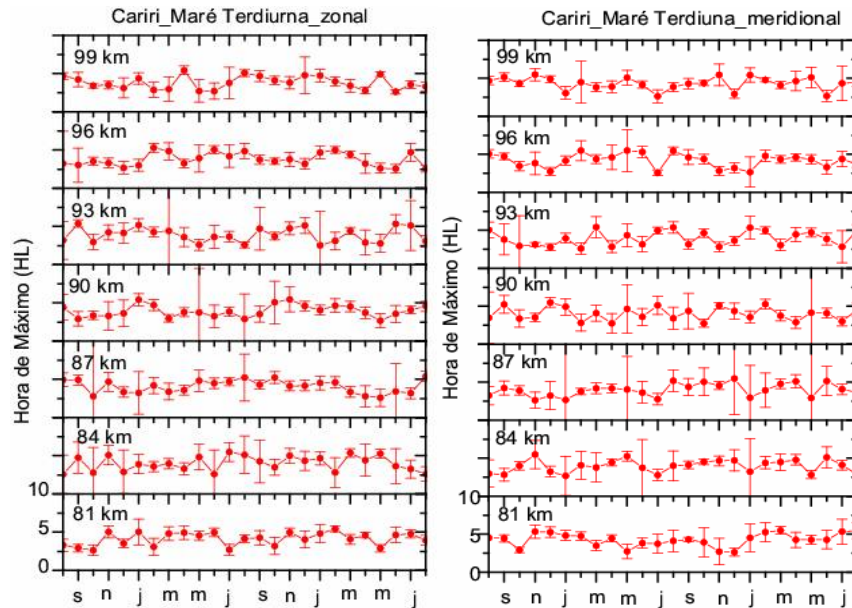 Cariri_Maré Terdiurna_zonal
99 km
96 km
93 km
90 km
87 km
84 km
10
81 km
5
0
s n j m m j s n j m m j
Hora de Máximo (HL)
Cariri_Maré Terdiuna_meridional
99 km
96 km
93 km
90 km
87 km
84 km
10
81 km
5
0
s n j m m j s n j m m j
Hora de Máximo (HL)